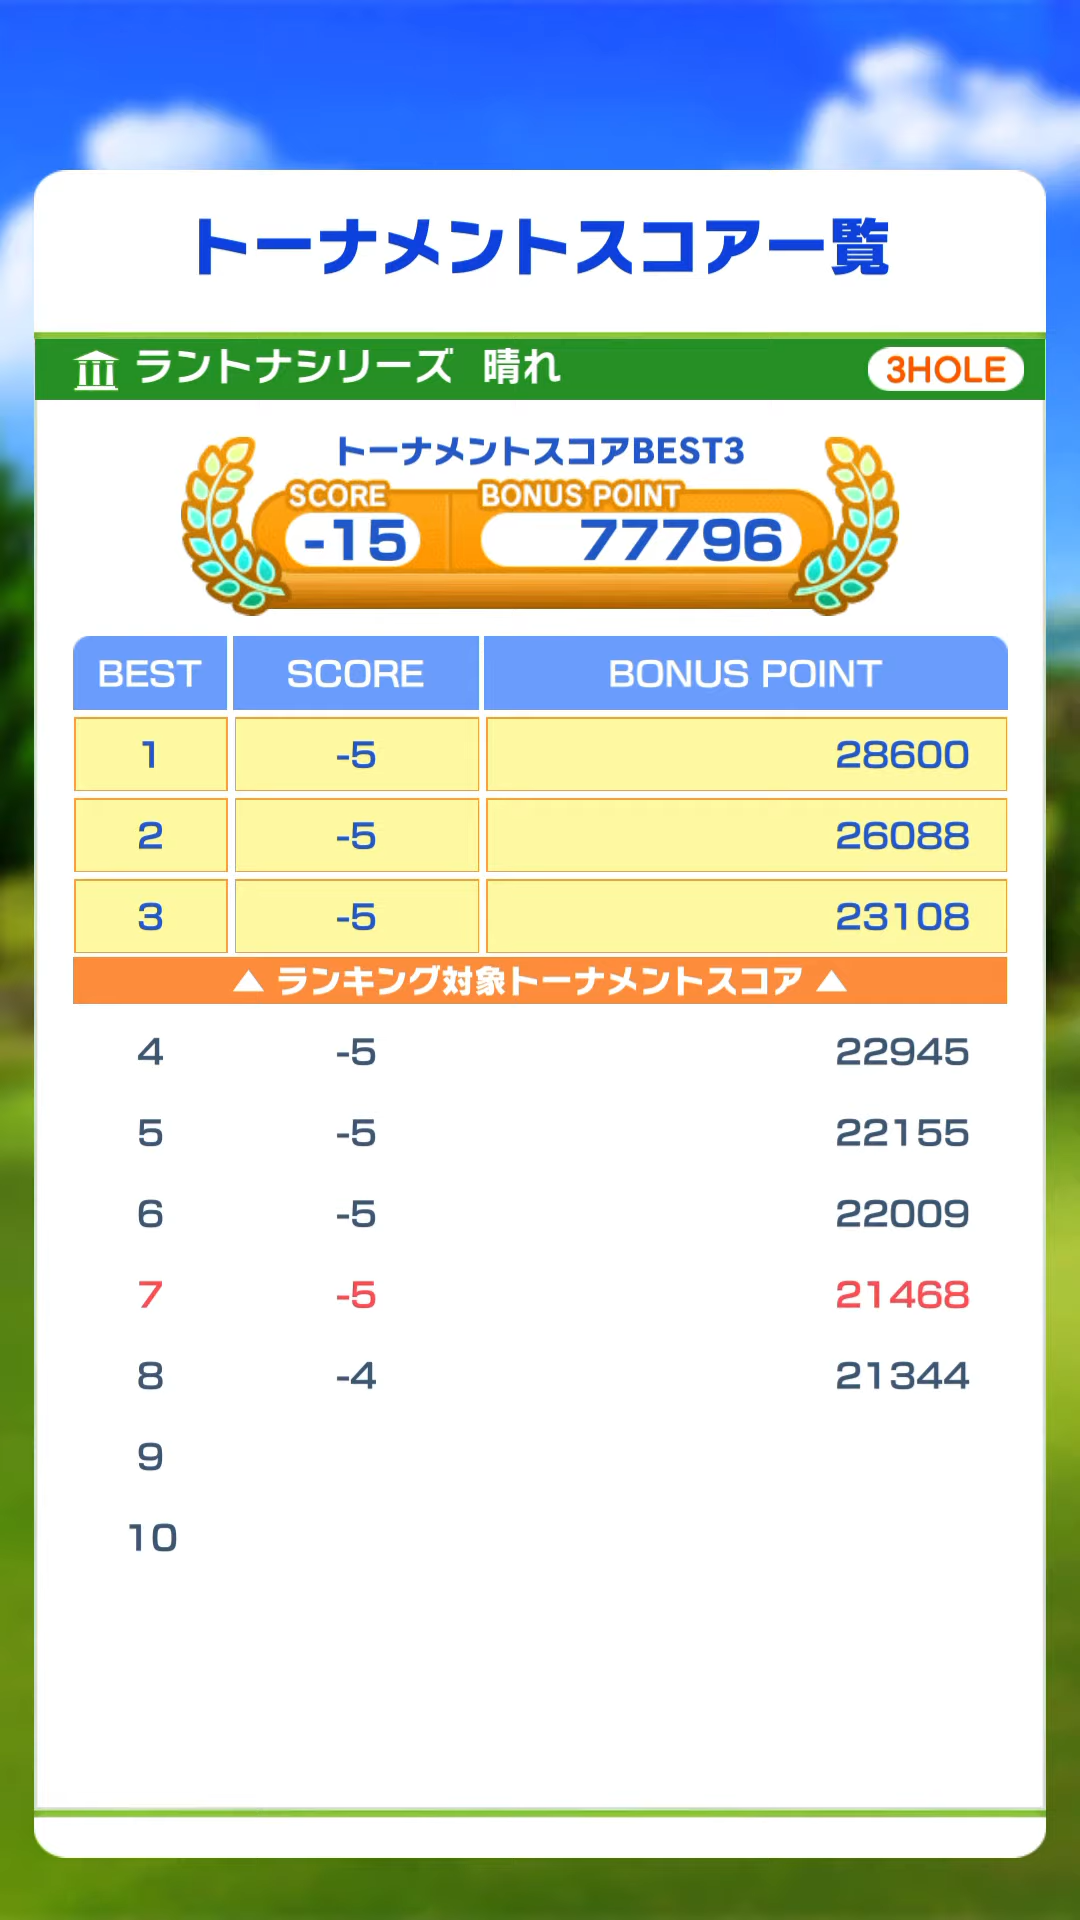 トーナメントスコア一覧
ラントナシリーズ 晴れ 3HOLE
トーナメントスコアBEST3
SCORE BONUS POINT
-15 77796
BEST SCORE BONUS POINT
1 -5 28600
2 -5 26088
3 -5 23108
▲ ランキング対象トーナメントスコア ▲
4 -5 22945
5 -5 22155
6 -5 22009
7 -5 21468
8 -4 21344
9
10